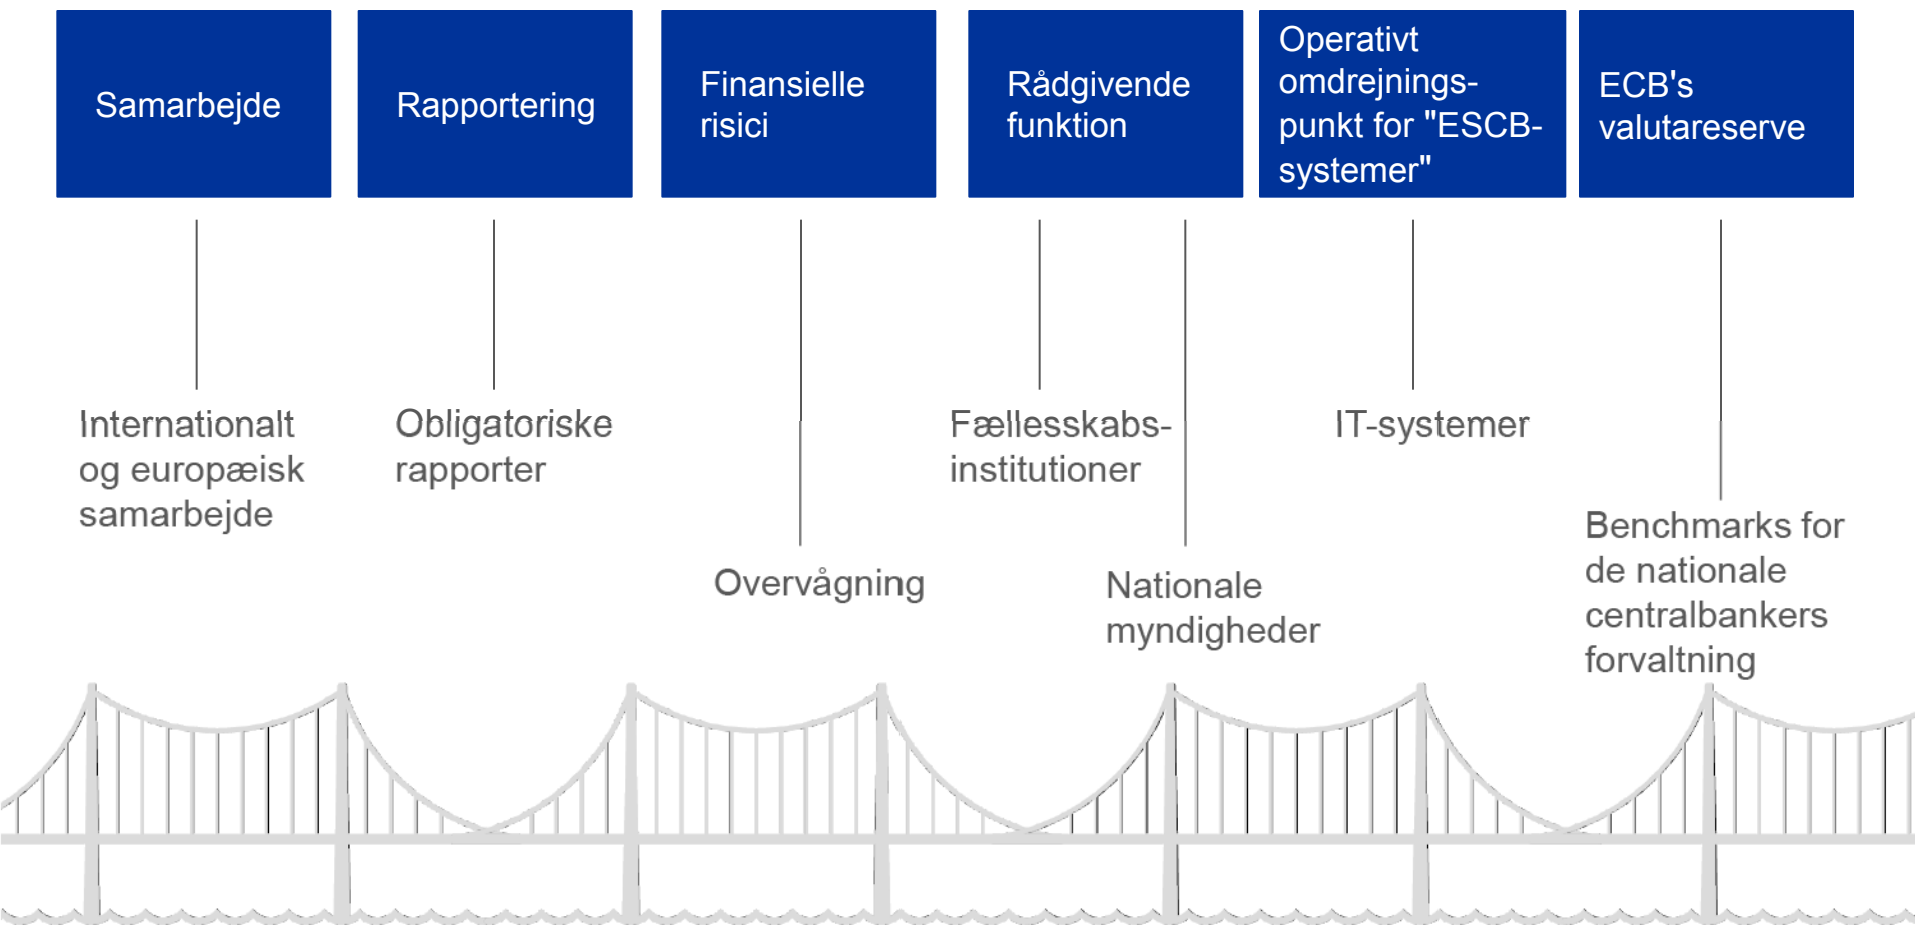 Samarbejde
Rapportering
Finansielle
risici
Rådgivende
funktion
Operativt
omdrejnings-
punkt for "ESCB-
systemer"
ECB's
valutareserve
Internationalt
og europæisk
samarbejde
Obligatoriske
rapporter
Overvågning
Fællesskabs-
institutioner
Nationale
myndigheder
IT-systemer
Benchmarks for
de nationale
centralbankers
forvaltning